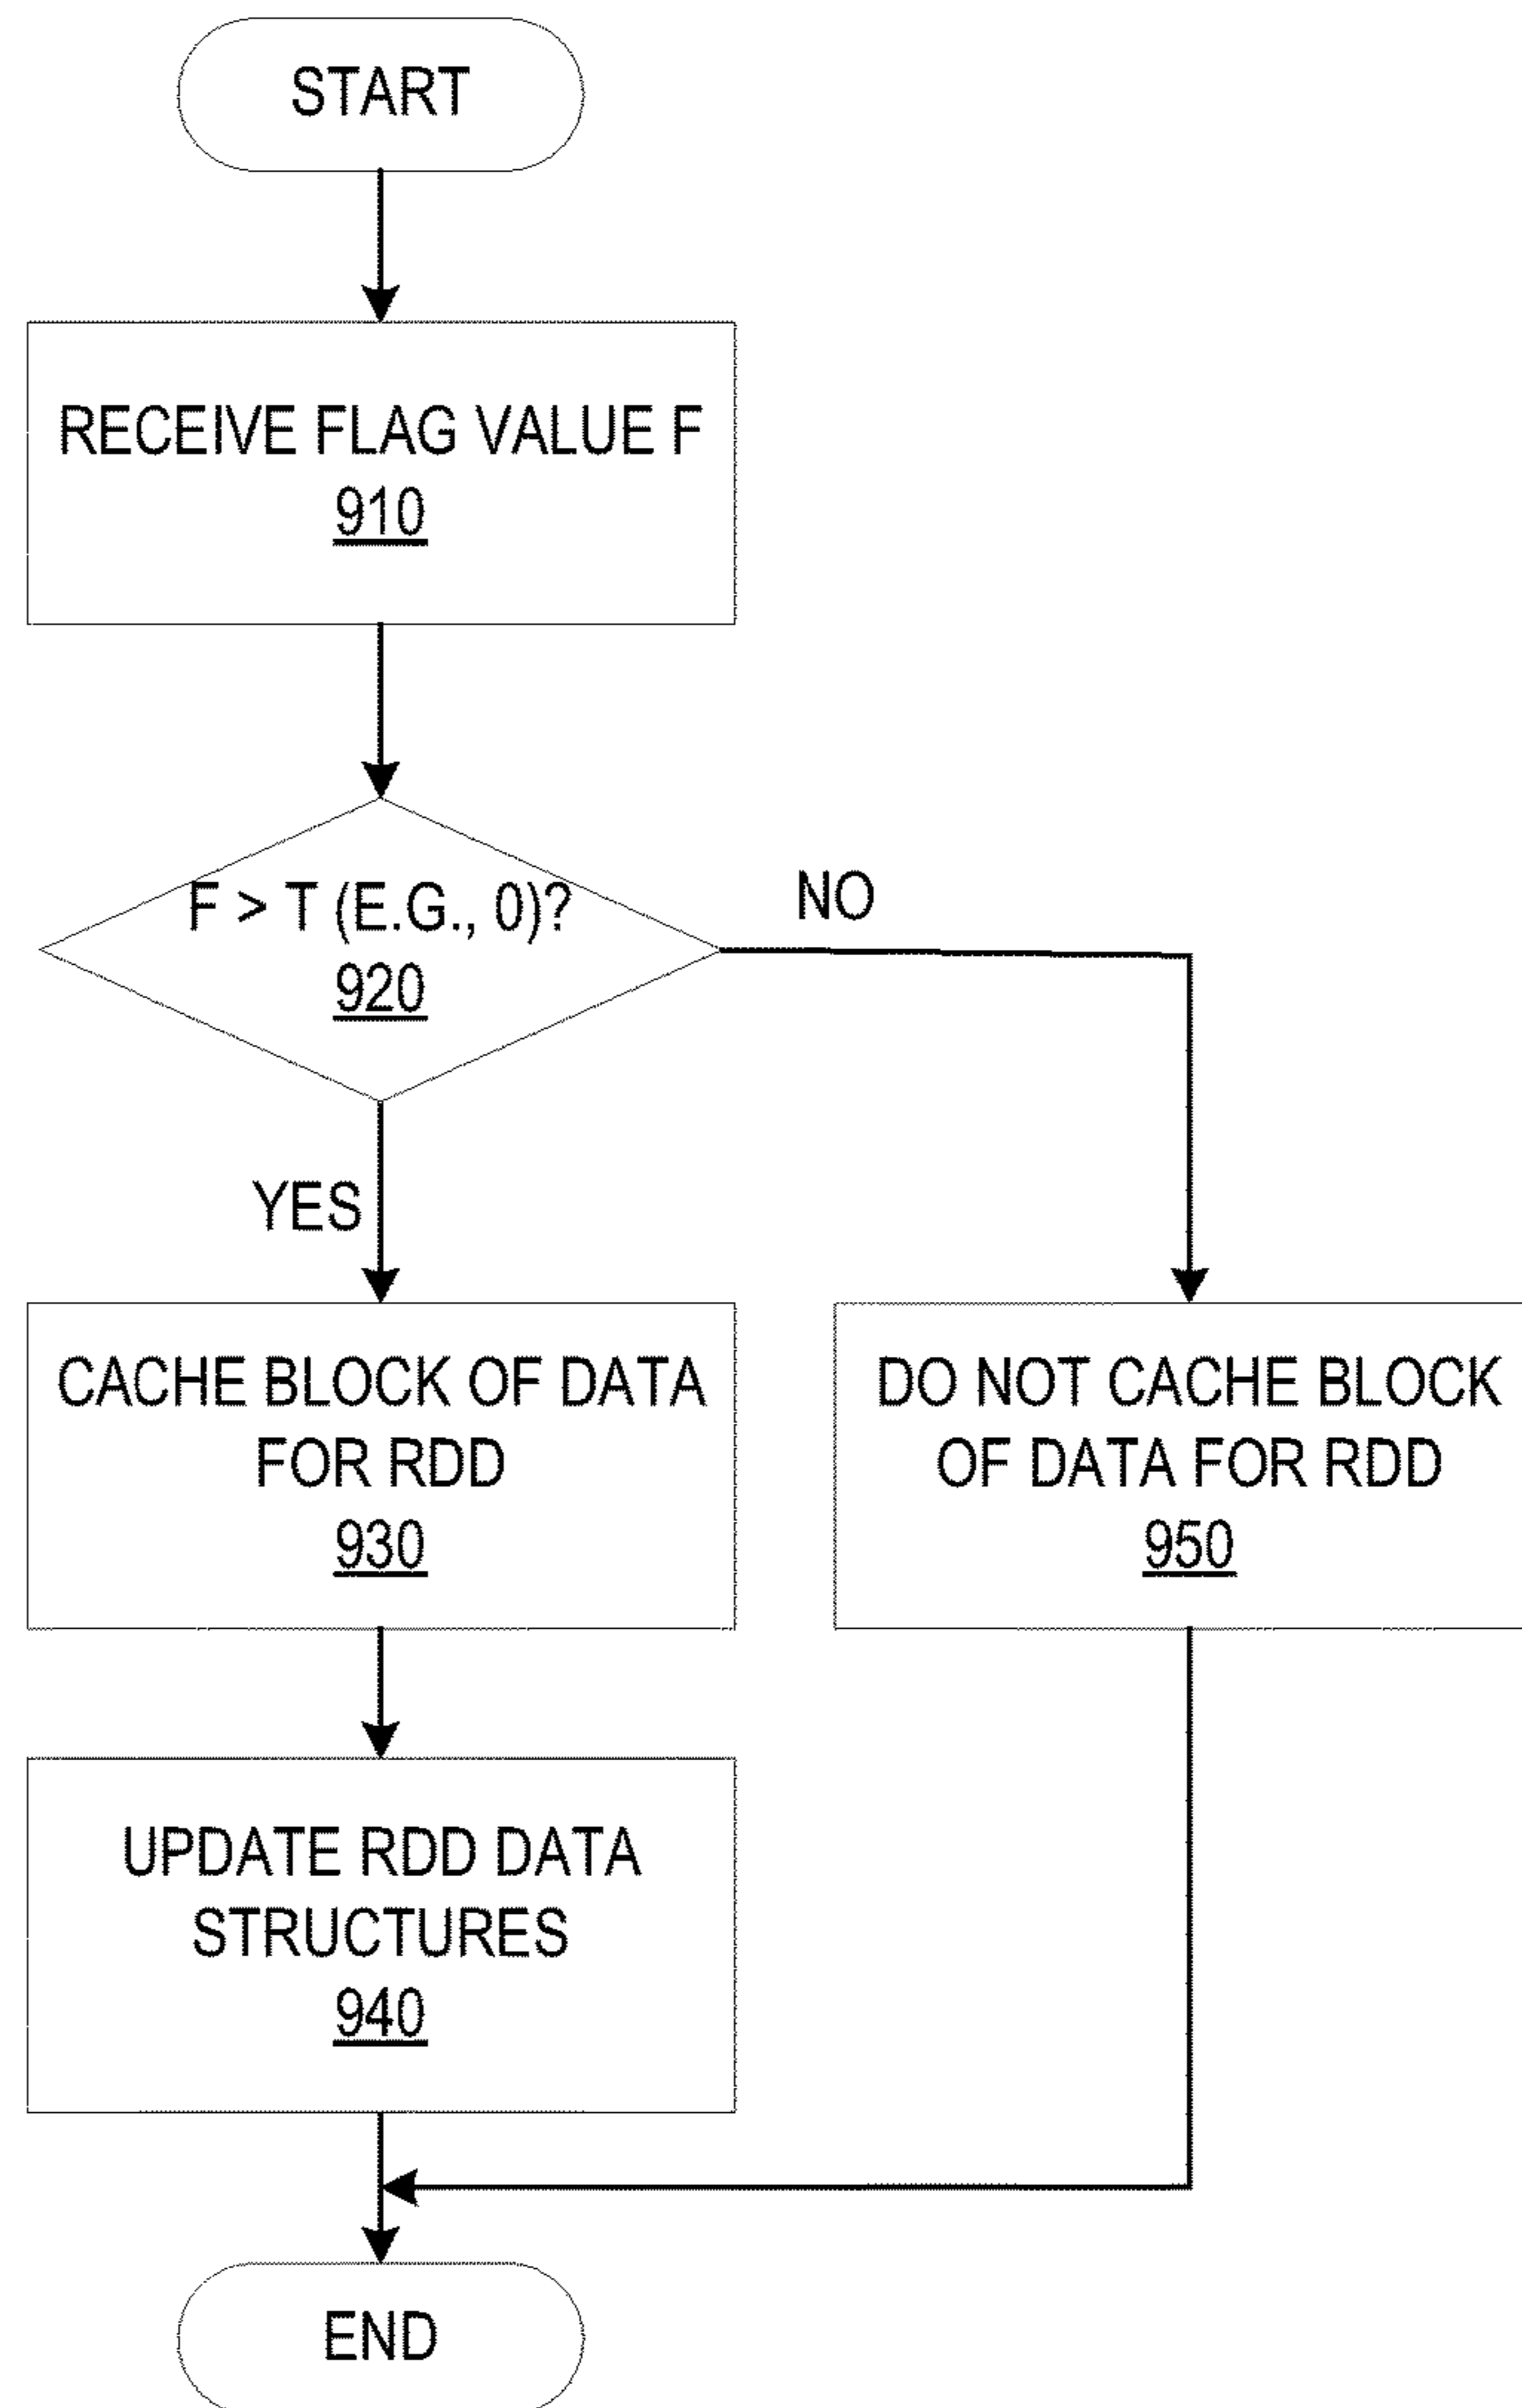 START
RECEIVE FLAG VALUE F
910
F > T (E.G., 0)?
920
NO
YES
CACHE BLOCK OF DATA
FOR RDD
930
DO NOT CACHE BLOCK
OF DATA FOR RDD
950
UPDATE RDD DATA
STRUCTURES
940
END